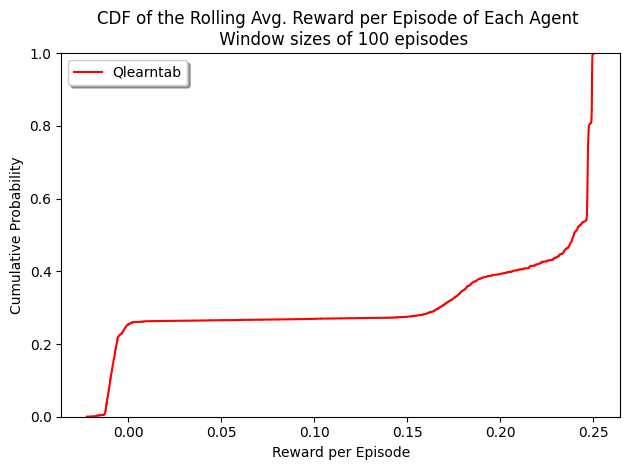 CDF of the Rolling Avg. Reward per Episode of Each Agent
Window sizes of 100 episodes
Qlearntab
Cumulative Probability
1.0
0.8
0.6
0.4
0.2
0.0
0.00 0.05 0.10 0.15 0.20 0.25
Reward per Episode